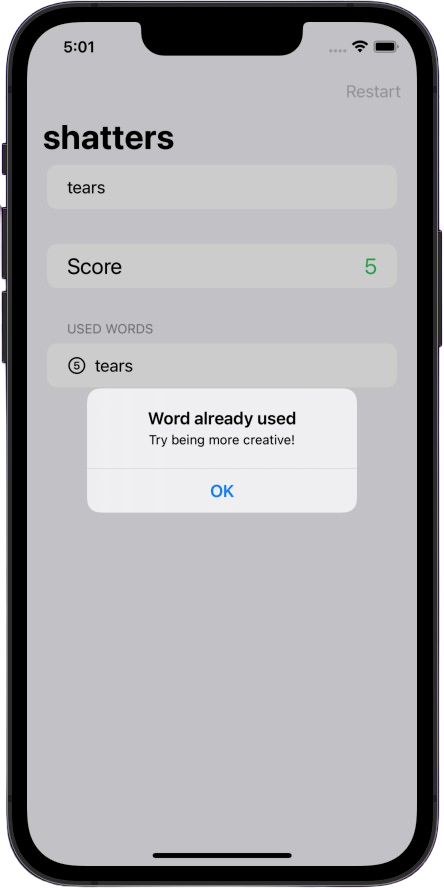 5:01
Restart
shatters
tears
Score 5
USED WORDS
5 tears
Word already used
Try being more creative!
OK